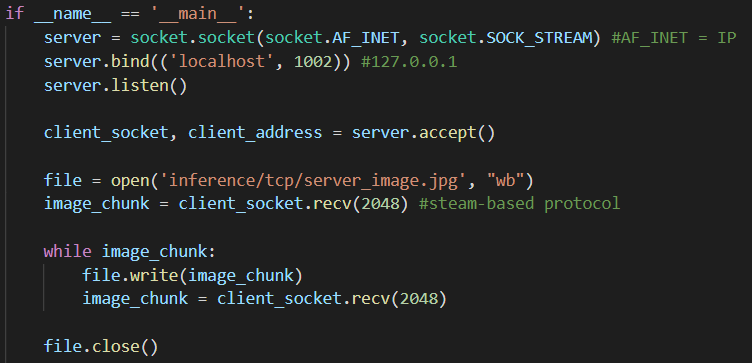 if __name__ == '__main__':
    server = socket.socket(socket.AF_INET, socket.SOCK_STREAM) #AF_INET = IP
    server.bind(('localhost', 1002)) #127.0.0.1
    server.listen()

    client_socket, client_address = server.accept()

    file = open('inference/tcp/server_image.jpg', "wb")
    image_chunk = client_socket.recv(2048) #steam-based protocol

    while image_chunk:
        file.write(image_chunk)
        image_chunk = client_socket.recv(2048)

    file.close()